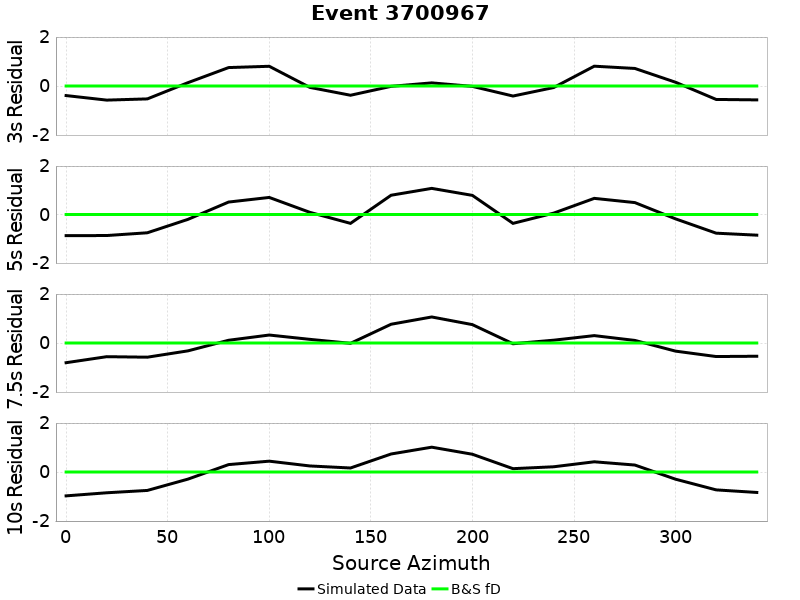 Event 3700967
3s Residual
2
0
-2
5s Residual
2
0
-2
7.5s Residual
2
0
-2
10s Residual
2
0
-2
0 50 100 150 200 250 300
Source Azimuth
Simulated Data B&S fD